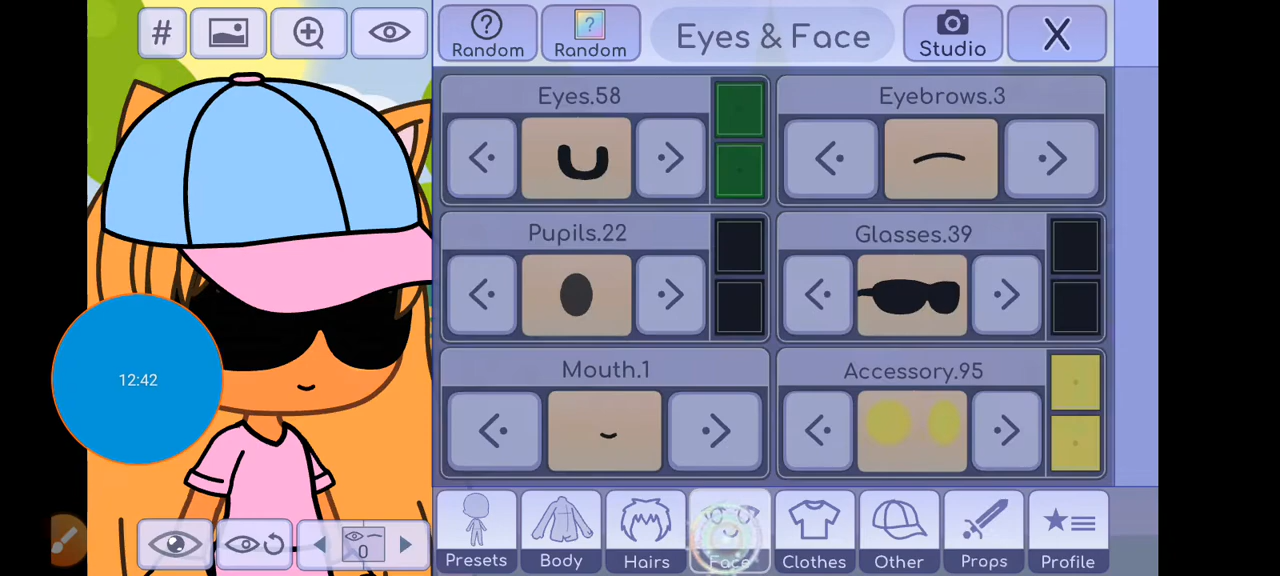 #
Random
Random
Eyes & Face
Studio
X
Eyes.58
Eyebrows.3
Pupils.22
Glasses.39
Mouth.1
Accessory.95
12:42
0
Presets
Body
Hairs
Face
Clothes
Other
Props
Profile